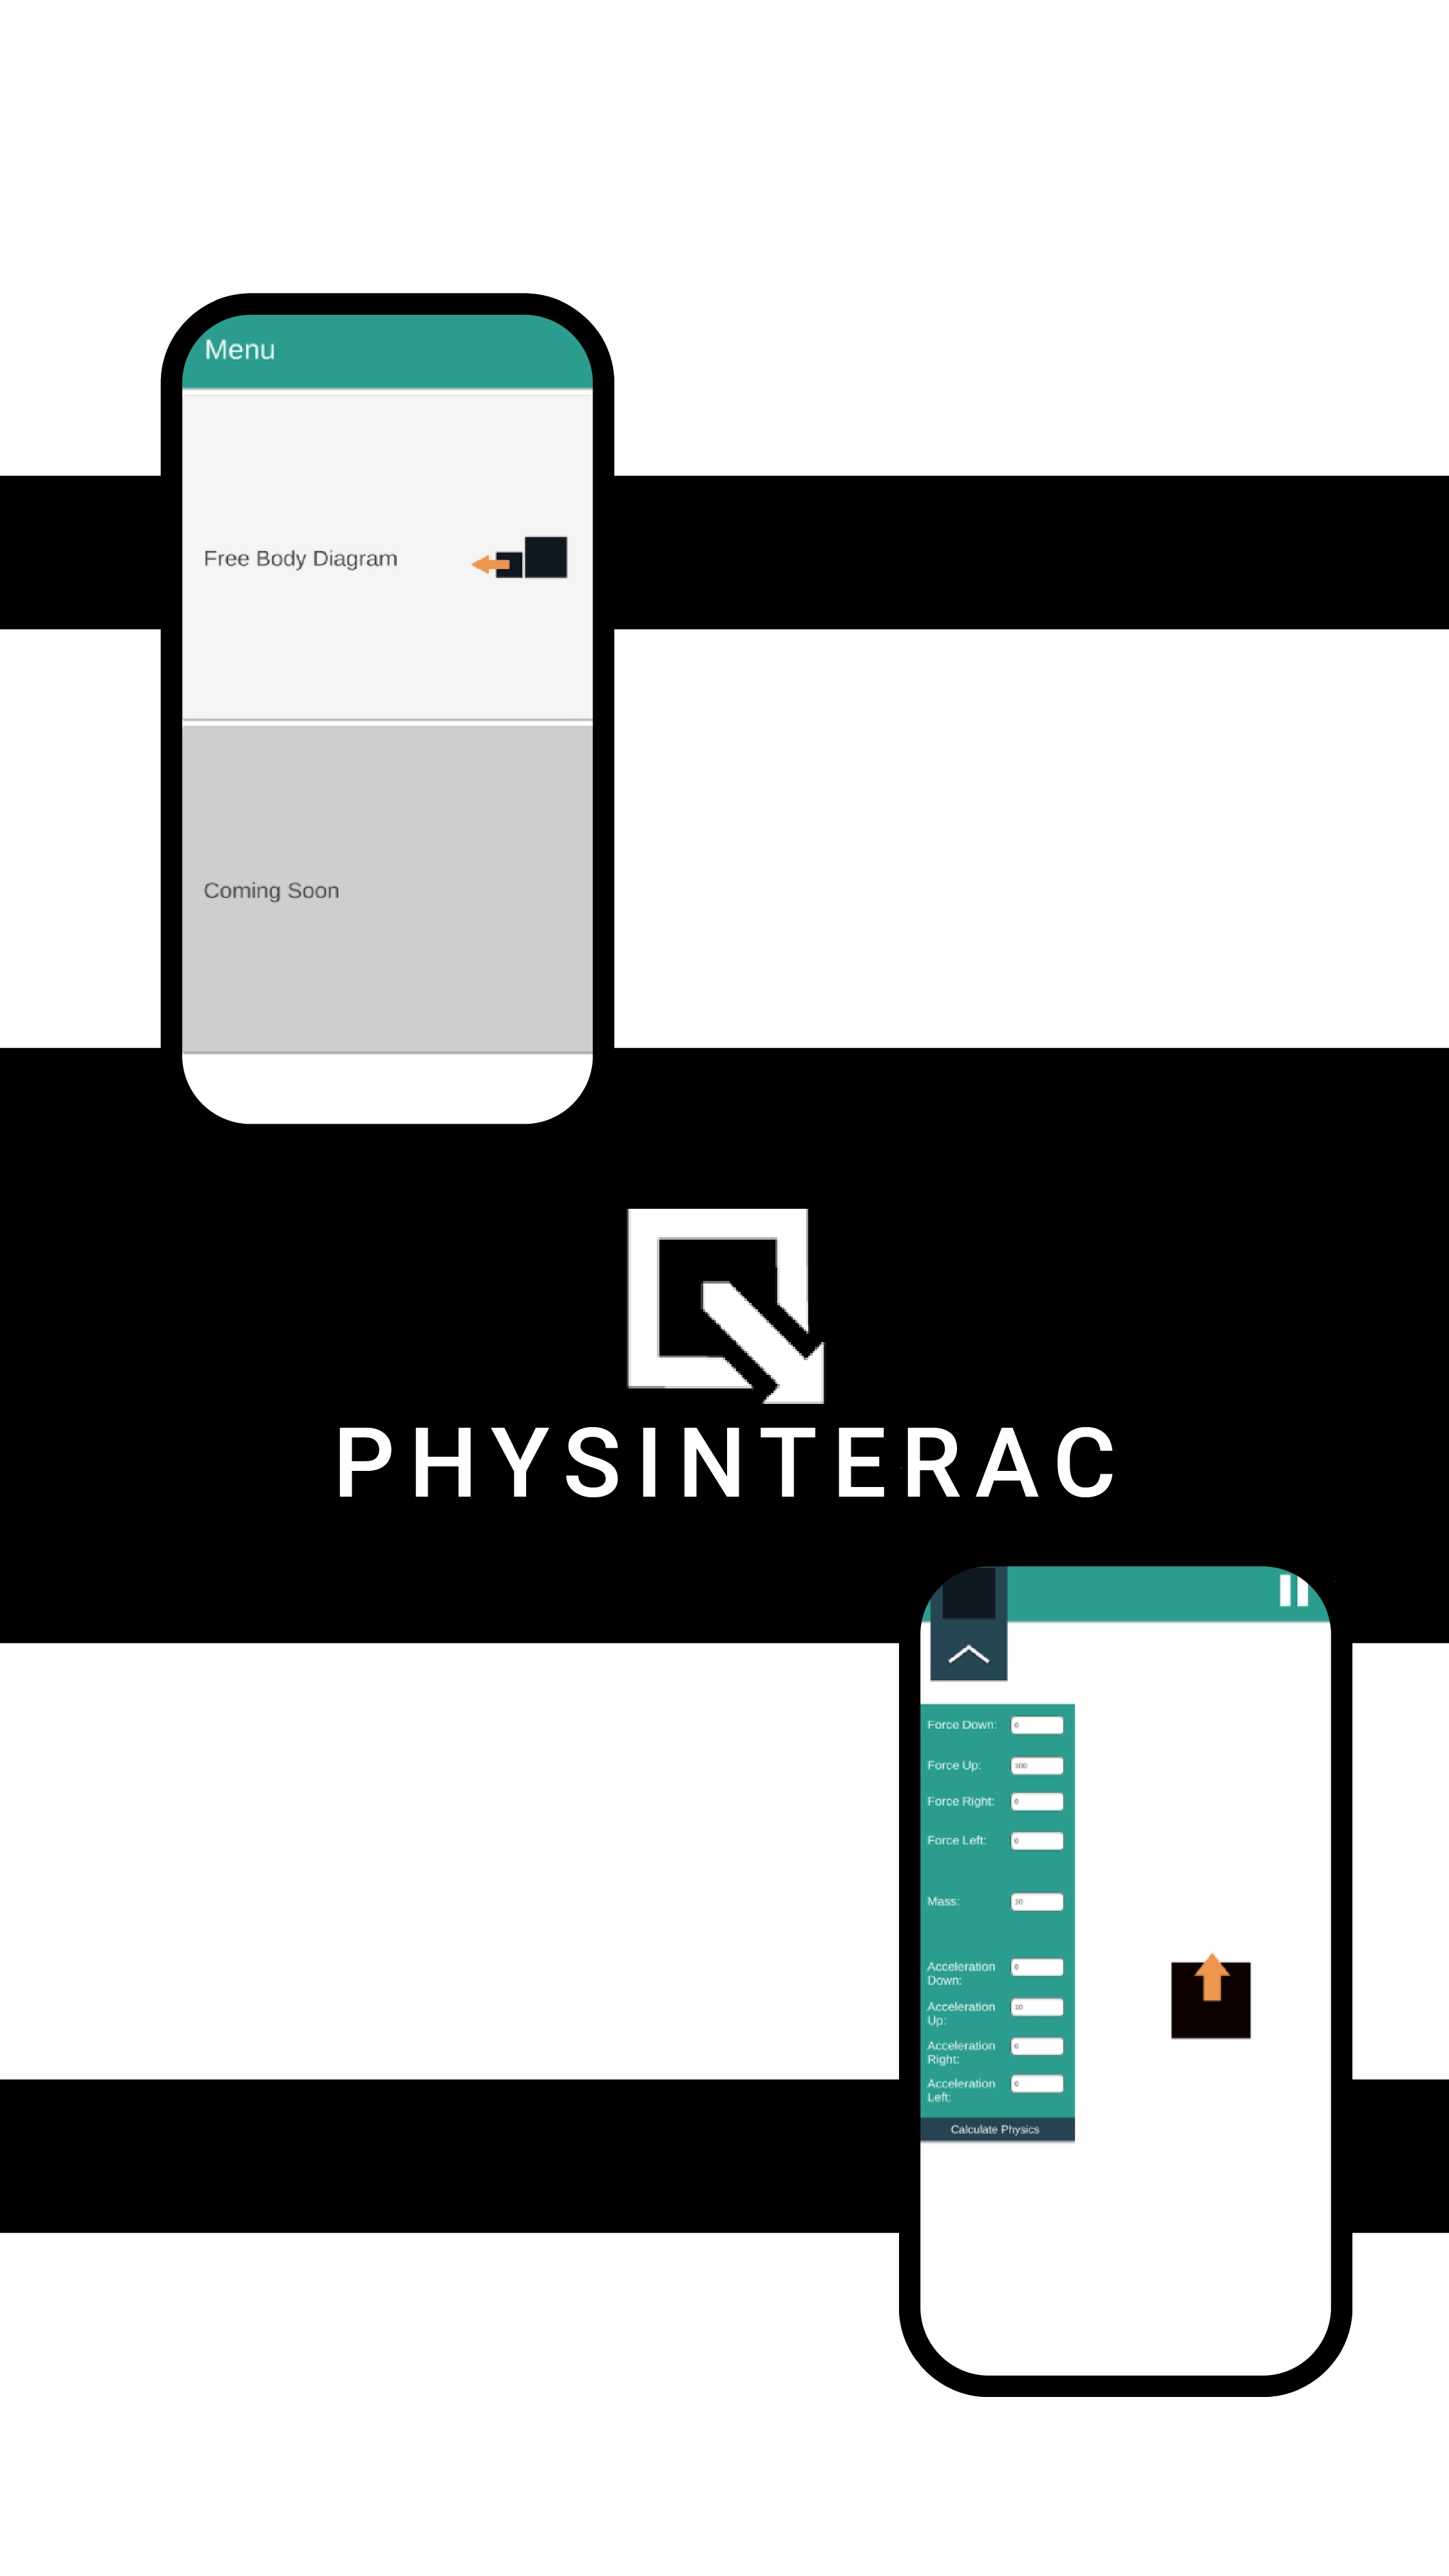 Menu
Free Body Diagram
Coming Soon
PHYSINTERAC
Force Down: 0
Force Up: 100
Force Right: 0
Force Left: 0
Mass: 10
Acceleration
Down: 0
Acceleration
Up: 10
Acceleration
Right: 0
Acceleration
Left: 0
Calculate Physics